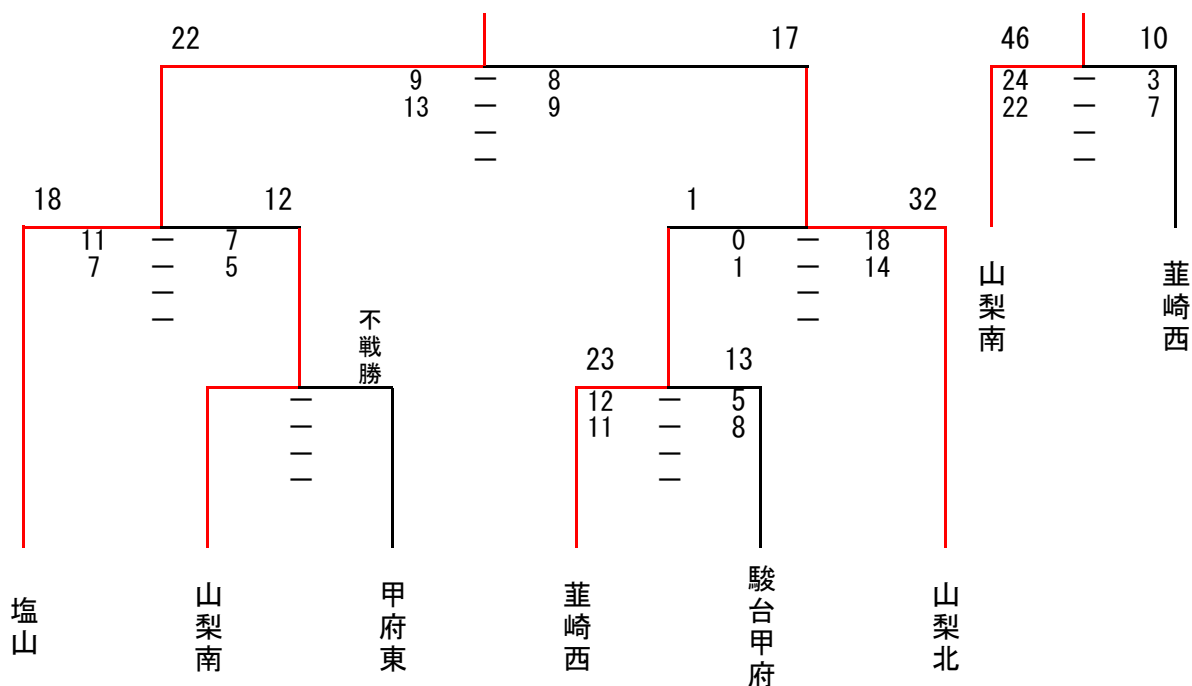 22 17 46 10
9 — 8 24 — 3
13 — 9 22 — 7
— —
— —
18 12 1 32
11 — 7 0 — 18
7 — 5 1 — 14
— —
— —
山梨南
韮崎西
不戦勝
23 13
— 12 — 5
— 11 — 8
— —
— —
塩山
山梨南
甲府東
韮崎西
駿台甲府
山梨北